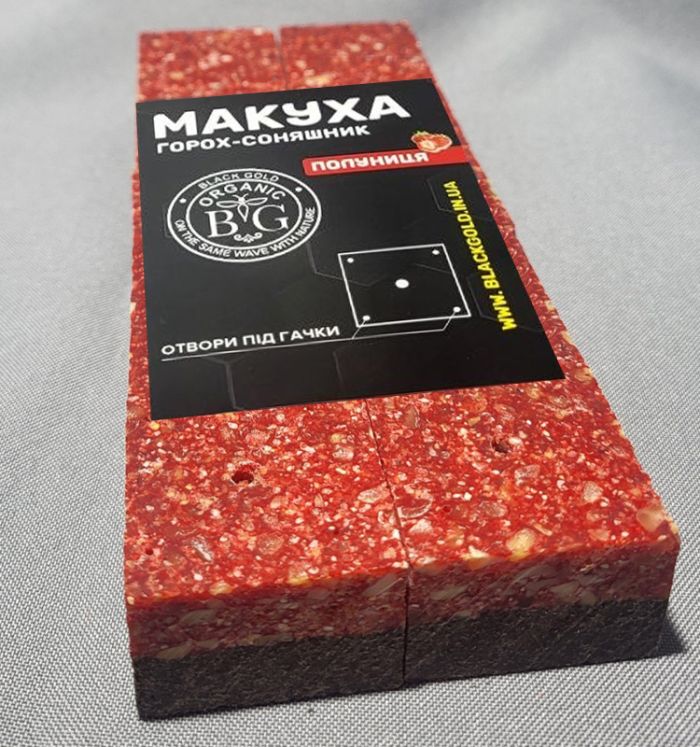 МАКУХА
ГОРОХ-СОНЯШНИК
ПОЛУНИЦЯ
BLACK GOLD
ORGANIC
BG
ON THE SAME WAVE WITH NATURE
WWW.BLACKGOLD.IN.UA
ОТВОРИ ПІД ГАЧКИ